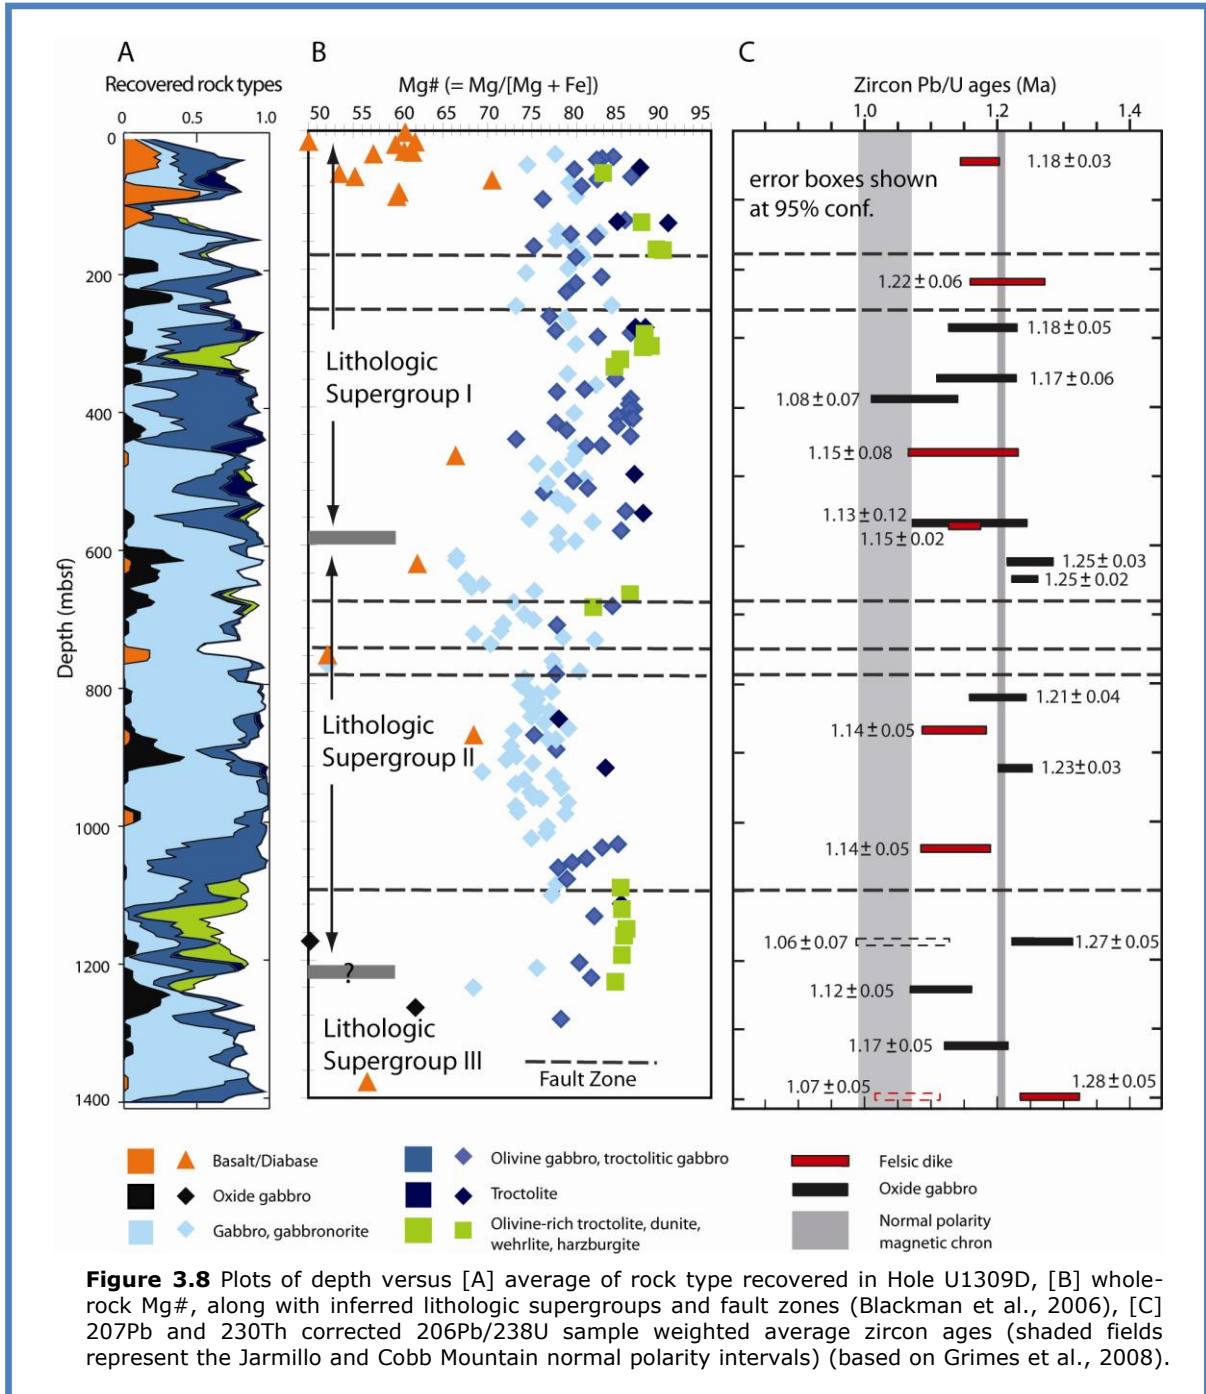 A
Recovered rock types
0 0.5 1.0
B
Mg# (= Mg/[Mg + Fe])
50 55 60 70 75 80 85 90 95
C
Zircon Pb/U ages (Ma)
1.0 1.2 1.4
Depth (mbsf)
0
200
400
600
800
1000
1200
1400
Lithologic
Supergroup I
Lithologic
Supergroup II
?
Lithologic
Supergroup III
Fault Zone
error boxes shown
at 95% conf.
1.18 ± 0.03
1.22 ± 0.06
1.18 ± 0.05
1.17 ± 0.06
1.08 ± 0.07
1.15 ± 0.08
1.13 ± 0.12
1.15 ± 0.02
1.25 ± 0.03
1.25 ± 0.02
1.21 ± 0.04
1.14 ± 0.05
1.23 ± 0.03
1.14 ± 0.05
1.06 ± 0.07
1.27 ± 0.05
1.12 ± 0.05
1.17 ± 0.05
1.07 ± 0.05
1.28 ± 0.05
Basalt/Diabase
Oxide gabbro
Gabbro, gabbronorite
Olivine gabbro, troctolitic gabbro
Troctolite
Olivine-rich troctolite, dunite,
wehrlite, harzburgite
Felsic dike
Oxide gabbro
Normal polarity
magnetic chron
Figure 3.8 Plots of depth versus [A] average of rock type recovered in Hole U1309D, [B] whole-
rock Mg#, along with inferred lithologic supergroups and fault zones (Blackman et al., 2006), [C]
207Pb and 230Th corrected 206Pb/238U sample weighted average zircon ages (shaded fields
represent the Jarmillo and Cobb Mountain normal polarity intervals) (based on Grimes et al., 2008).